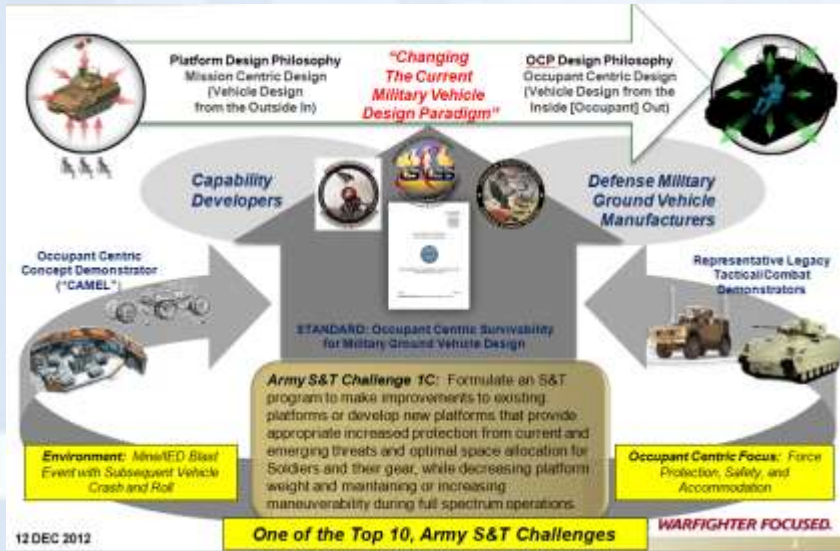 Platform Design Philosophy
Mission Centric Design
(Vehicle Design
from the Outside In)
"Changing
The Current
Military Vehicle
Design Paradigm"
OCP Design Philosophy
Occupant Centric Design
(Vehicle Design from the
Inside [Occupant] Out)
Capability
Developers
Defense Military
Ground Vehicle
Manufacturers
Occupant Centric
Concept Demonstrator
("CAMEL")
Representative Legacy
Tactical/Combat
Demonstrators
STANDARD: Occupant Centric Survivability
for Military Ground Vehicle Design
Army S&T Challenge 1C: Formulate an S&T
program to make improvements to existing
platforms or develop new platforms that provide
appropriate increased protection from current and
emerging threats and optimal space allocation for
Soldiers and their gear, while decreasing platform
weight and maintaining or increasing
maneuverability during full spectrum operations.
Environment: Mine/IED Blast
Event with Subsequent Vehicle
Crash and Roll
Occupant Centric Focus: Force
Protection, Safety, and
Accommodation
One of the Top 10, Army S&T Challenges
12 DEC 2012
WARFIGHTER FOCUSED.